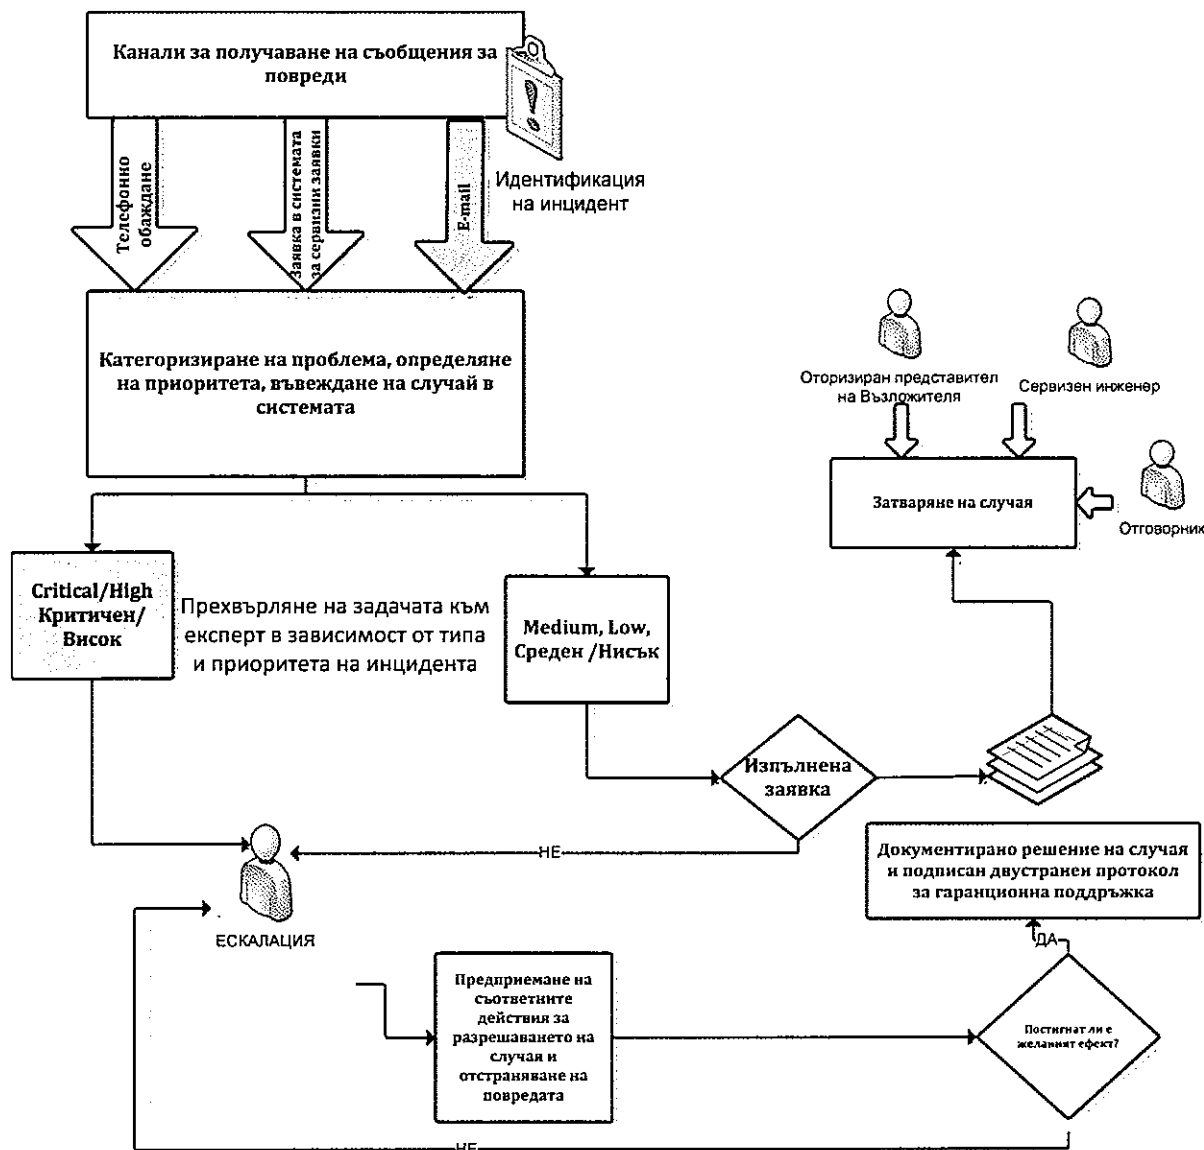 Канали за получаване на съобщения за
повреди
Телефонно
обаждане
Заявка в системата
за сервизни заявки
E-mail
Идентификация
на инцидент
Категоризиране на проблема, определяне
на приоритета, въвеждане на случай в
системата
Оторизиран представител
на Възложителя
Сервизен инженер
Затваряне на случая
Отговорник
Critical/High
Критичен/
Висок
Прехвърляне на задачата към
експерт в зависимост от типа
и приоритета на инцидента
Medium, Low,
Среден /Нисък
Изпълнена
заявка
НЕ
Документирано решение на случая
и подписан двустранен протокол
за гаранционна поддръжка
ЕСКАЛАЦИЯ
ДА
Предприемане на
съответните
действия за
разрешаването на
случая и
отстраняване на
повредата
Постигнат ли е
желаният ефект?
НЕ